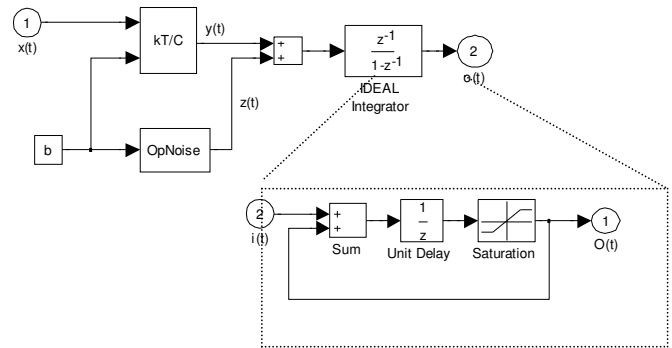 1
x(t)
kT/C
y(t)
+
+
z⁻¹
1-z⁻¹
IDEAL
Integrator
2
o(t)
z(t)
b
OpNoise
2
i(t)
+
+
Sum
1
z
Unit Delay
Saturation
1
O(t)